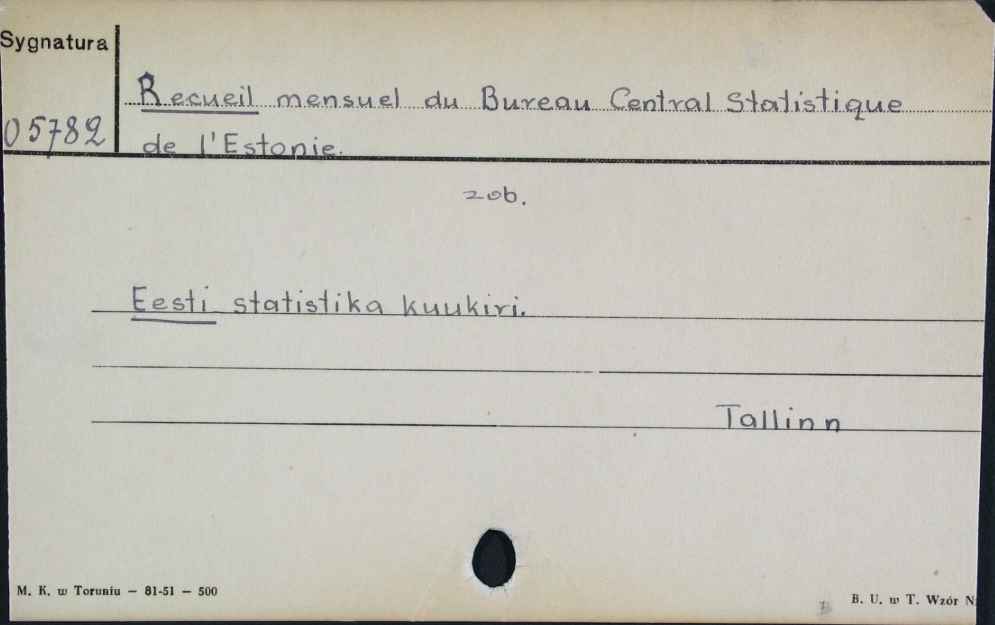 Sygnatura
Recueil mensuel du Bureau Central Statistique
05782
de l'Estonie.
zob.
Eesti statistika kuukiri.
Tallinn
M. K. w Toruniu — 81-51 — 500
B. U. w T. Wzór